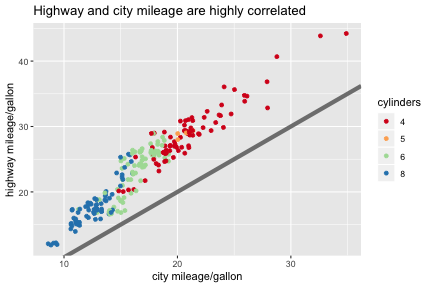 Highway and city mileage are highly correlated
highway mileage/gallon
40
30
20
10
20
30
city mileage/gallon
cylinders
4
5
6
8